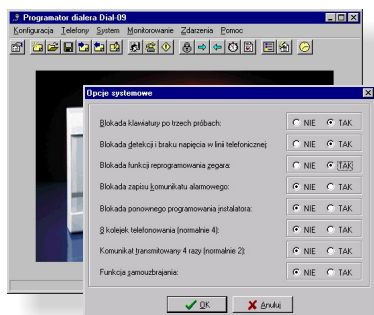 Programator dialera Dial-09
Konfiguracja Telefony System Monitorowanie Zdarzenia Pomoc
Opcje systemowe
Blokada klawiatury po trzech próbach: NIE TAK
Blokada detekcji i braku napięcia w linii telefonicznej: NIE TAK
Blokada funkcji reprogramowania zegara: NIE TAK
Blokada zapisu komunikatu alarmowego: NIE TAK
Blokada ponownego programowania instalatora: NIE TAK
8 kolejek telefonowania (normalnie 4): NIE TAK
Komunikat transmitowany 4 razy (normalnie 2): NIE TAK
Funkcja samouzbrajania: NIE TAK
OK Anuluj